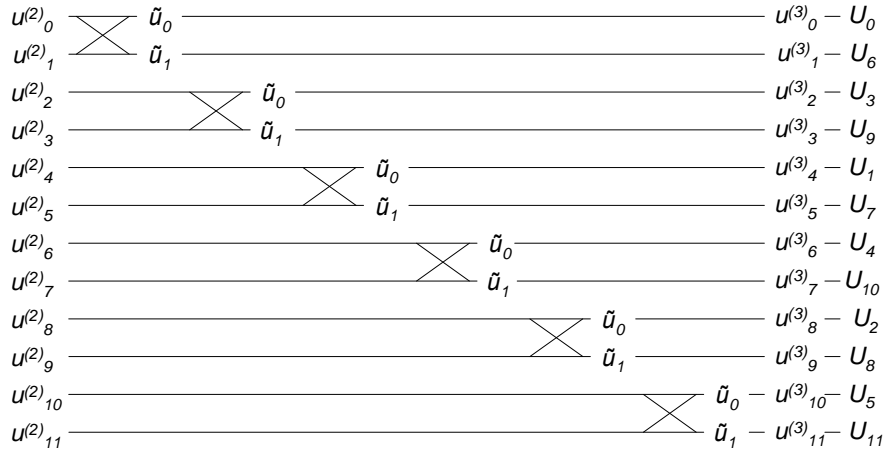 u⁽²⁾₀ ũ₀ u⁽³⁾₀ U₀
u⁽²⁾₁ ũ₁ u⁽³⁾₁ U₆
u⁽²⁾₂ ũ₀ u⁽³⁾₂ U₃
u⁽²⁾₃ ũ₁ u⁽³⁾₃ U₉
u⁽²⁾₄ ũ₀ u⁽³⁾₄ U₁
u⁽²⁾₅ ũ₁ u⁽³⁾₅ U₇
u⁽²⁾₆ ũ₀ u⁽³⁾₆ U₄
u⁽²⁾₇ ũ₁ u⁽³⁾₇ U₁₀
u⁽²⁾₈ ũ₀ u⁽³⁾₈ U₂
u⁽²⁾₉ ũ₁ u⁽³⁾₉ U₈
u⁽²⁾₁₀ ũ₀ u⁽³⁾₁₀ U₅
u⁽²⁾₁₁ ũ₁ u⁽³⁾₁₁ U₁₁